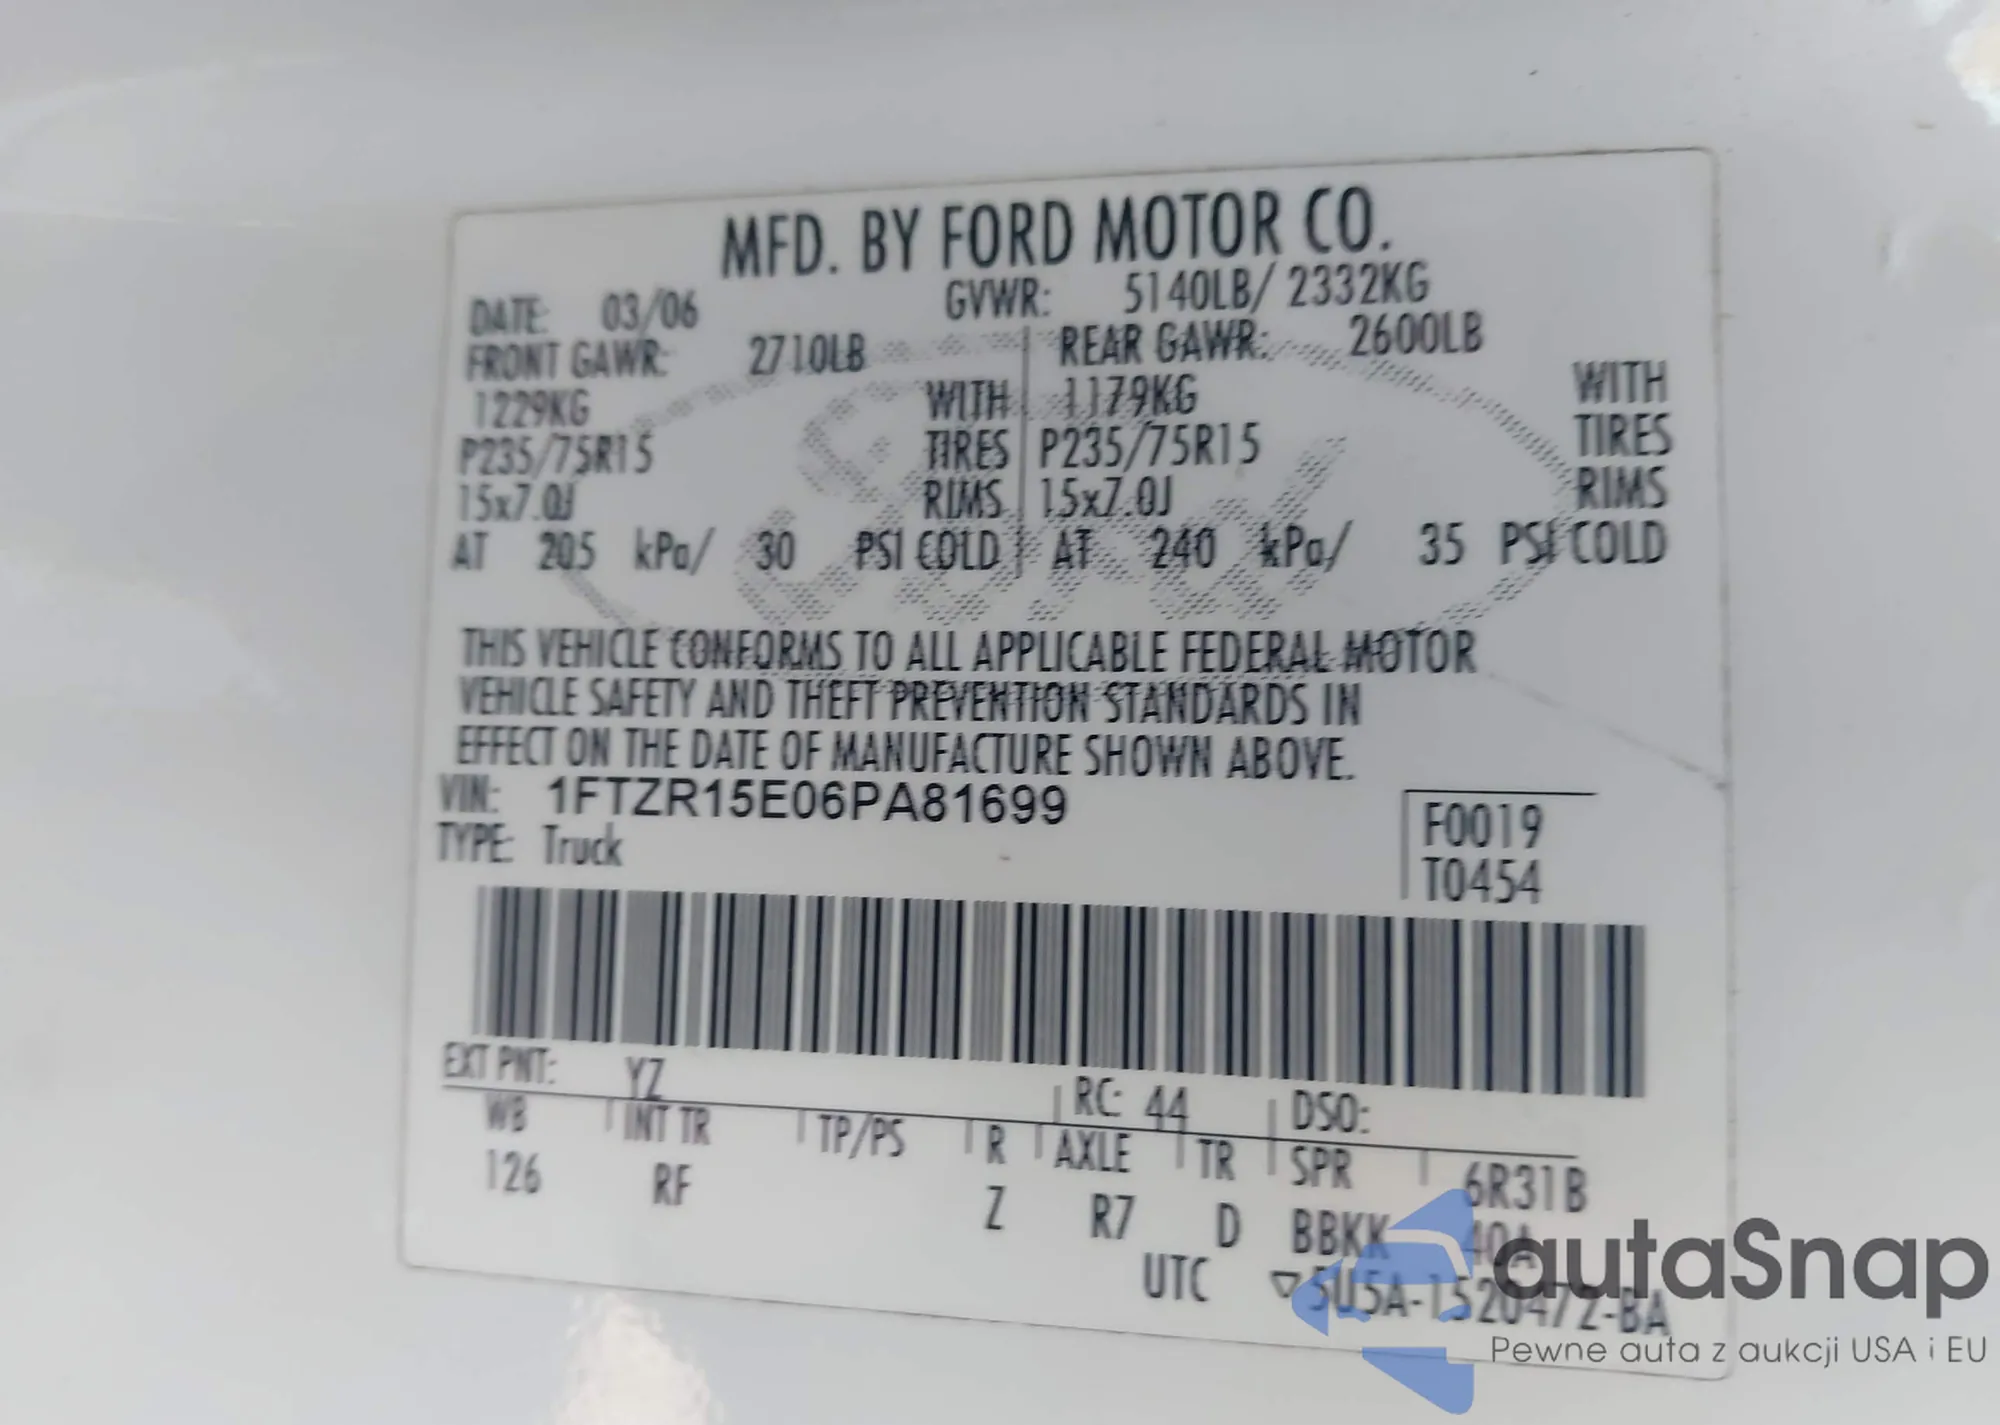 MFD. BY FORD MOTOR CO.
DATE: 03/06 GVWR: 5140LB/ 2332KG
FRONT GAWR: 2710LB REAR GAWR: 2600LB
1229KG WITH 1179KG WITH
P235/75R15 TIRES P235/75R15 TIRES
15x7.0J RIMS 15x7.0J RIMS
AT 205 kPa/ 30 PSI COLD AT 240 kPa/ 35 PSI COLD
Ford
THIS VEHICLE CONFORMS TO ALL APPLICABLE FEDERAL MOTOR
VEHICLE SAFETY AND THEFT PREVENTION STANDARDS IN
EFFECT ON THE DATE OF MANUFACTURE SHOWN ABOVE.
VIN: 1FTZR15E06PA81699
TYPE: Truck
F0019
T0454
EXT PNT: YZ RC: 44 DSO:
WB INT TR TP/PS R AXLE TR SPR 6R31B
126 RF Z R7 D BBKK 40A
UTC ▽5U5A-1520472-BA
autaSnap
Pewne auta z aukcji USA i EU